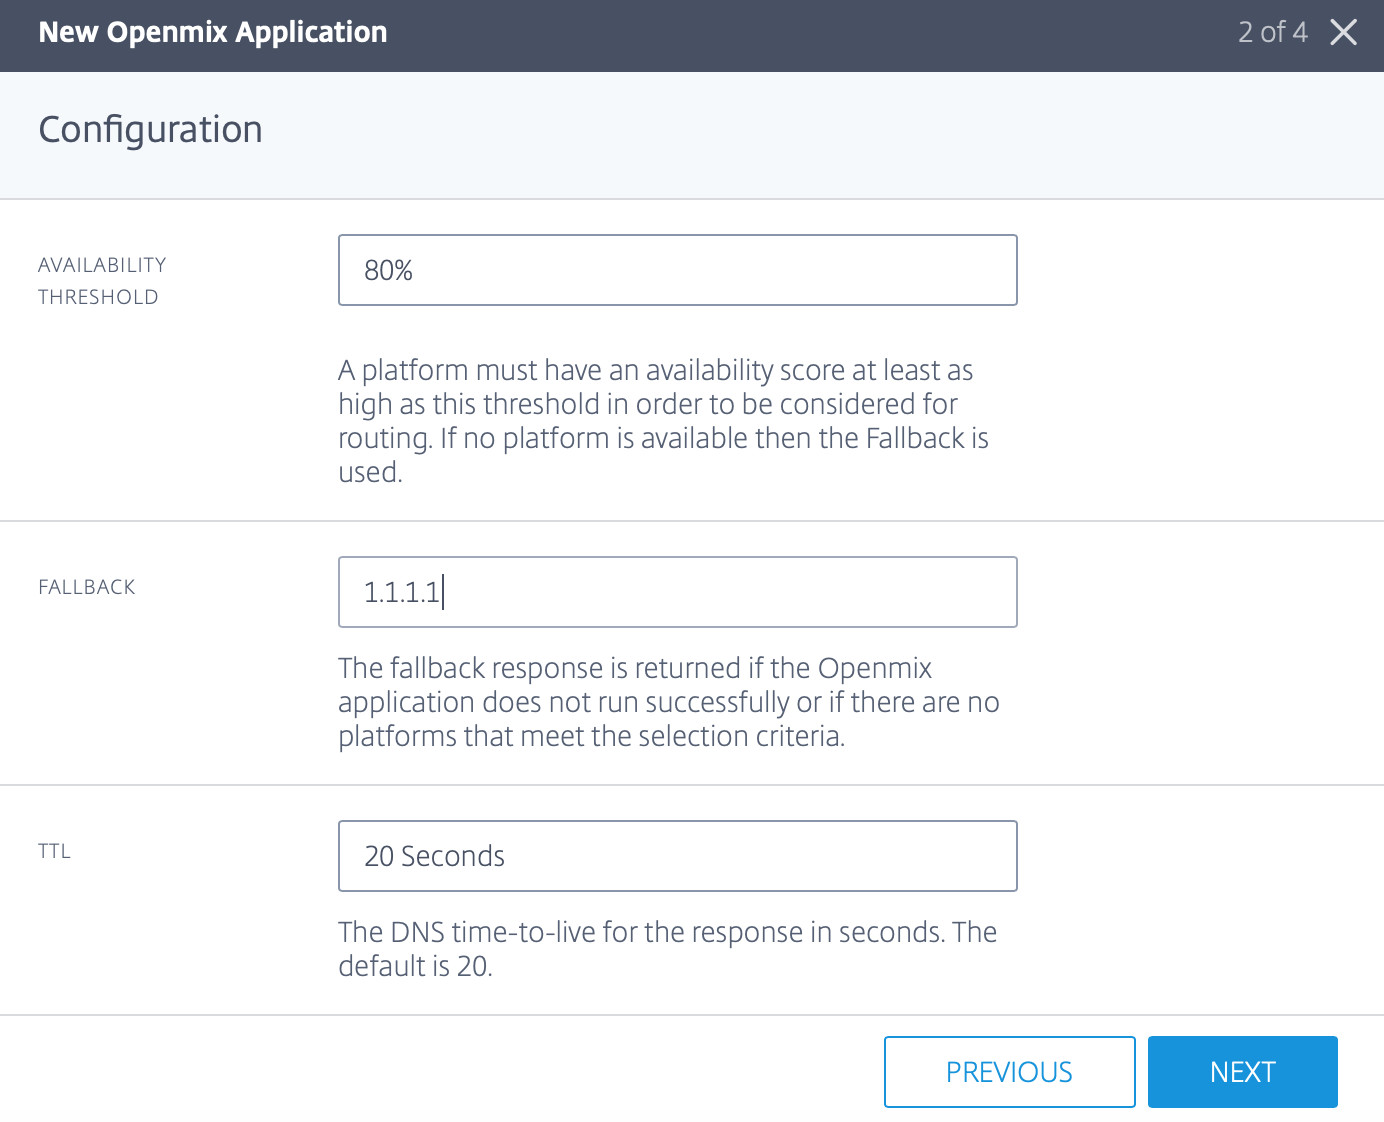 New Openmix Application
2 of 4
Configuration
AVAILABILITY
THRESHOLD
80%
A platform must have an availability score at least as
high as this threshold in order to be considered for
routing. If no platform is available then the Fallback is
used.
FALLBACK
1.1.1.1
The fallback response is returned if the Openmix
application does not run successfully or if there are no
platforms that meet the selection criteria.
TTL
20 Seconds
The DNS time-to-live for the response in seconds. The
default is 20.
PREVIOUS
NEXT